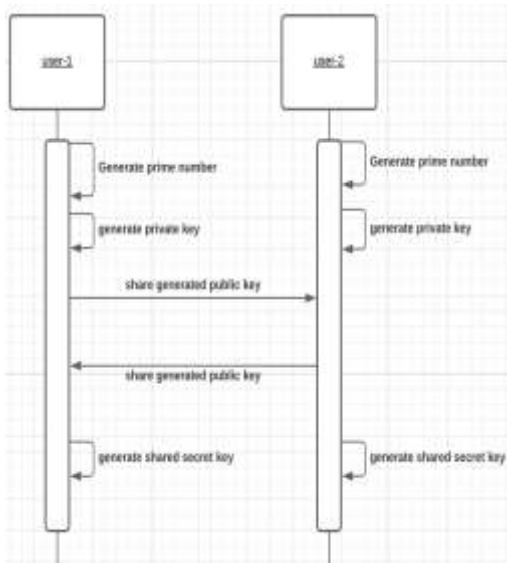 user-1
user-2
Generate prime number
Generate prime number
generate private key
generate private key
share generated public key
share generated public key
generate shared secret key
generate shared secret key